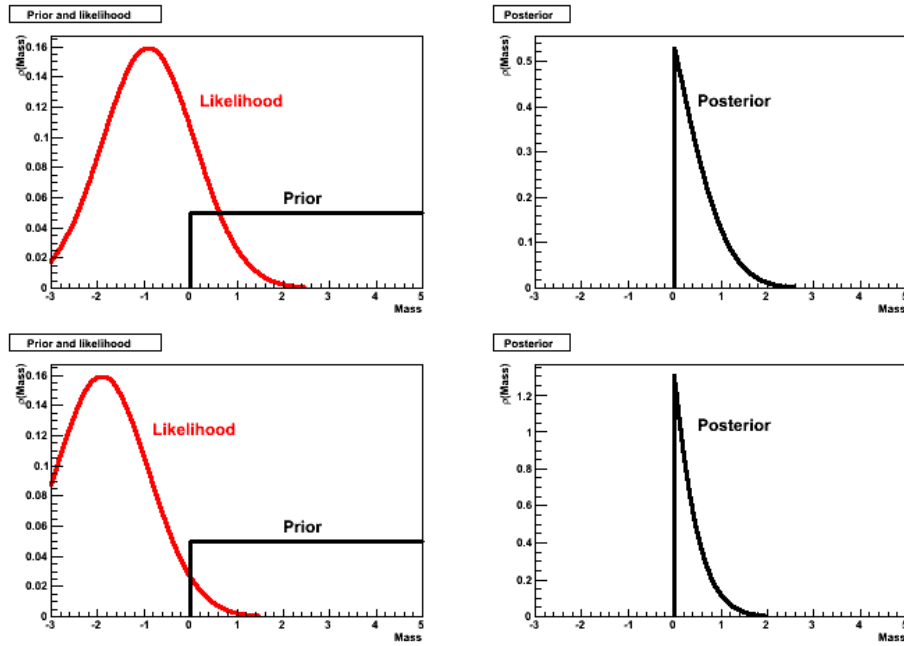 Prior and likelihood
ρ(Mass)
0.16
0.14
0.12
0.1
0.08
0.06
0.04
0.02
0
Likelihood
Prior
-3 -2 -1 0 1 2 3 4 5
Mass
Posterior
ρ(Mass)
0.5
0.4
0.3
0.2
0.1
0
Posterior
-3 -2 -1 0 1 2 3 4 5
Mass
Prior and likelihood
ρ(Mass)
0.16
0.14
0.12
0.1
0.08
0.06
0.04
0.02
0
Likelihood
Prior
-3 -2 -1 0 1 2 3 4 5
Mass
Posterior
ρ(Mass)
1.2
1
0.8
0.6
0.4
0.2
0
Posterior
-3 -2 -1 0 1 2 3 4 5
Mass